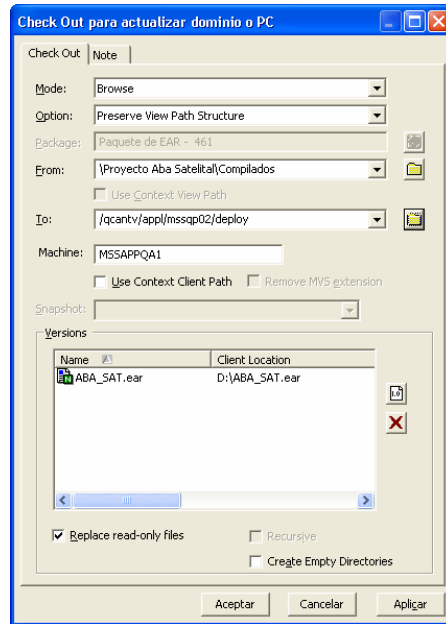 Check Out para actualizar dominio o PC
Check Out
Note
Mode:
Browse
Option:
Preserve View Path Structure
Package:
Paquete de EAR - 461
From:
\Proyecto Aba Satelital\Compilados
Use Context View Path
To:
/qcantv/appl/mssqp02/deploy
Machine:
MSSAPPQA1
Use Context Client Path
Remove MVS extension
Snapshot:
Versions
Name
Client Location
ABA_SAT.ear
D:\ABA_SAT.ear
Replace read-only files
Recursive
Create Empty Directories
Aceptar
Cancelar
Aplicar